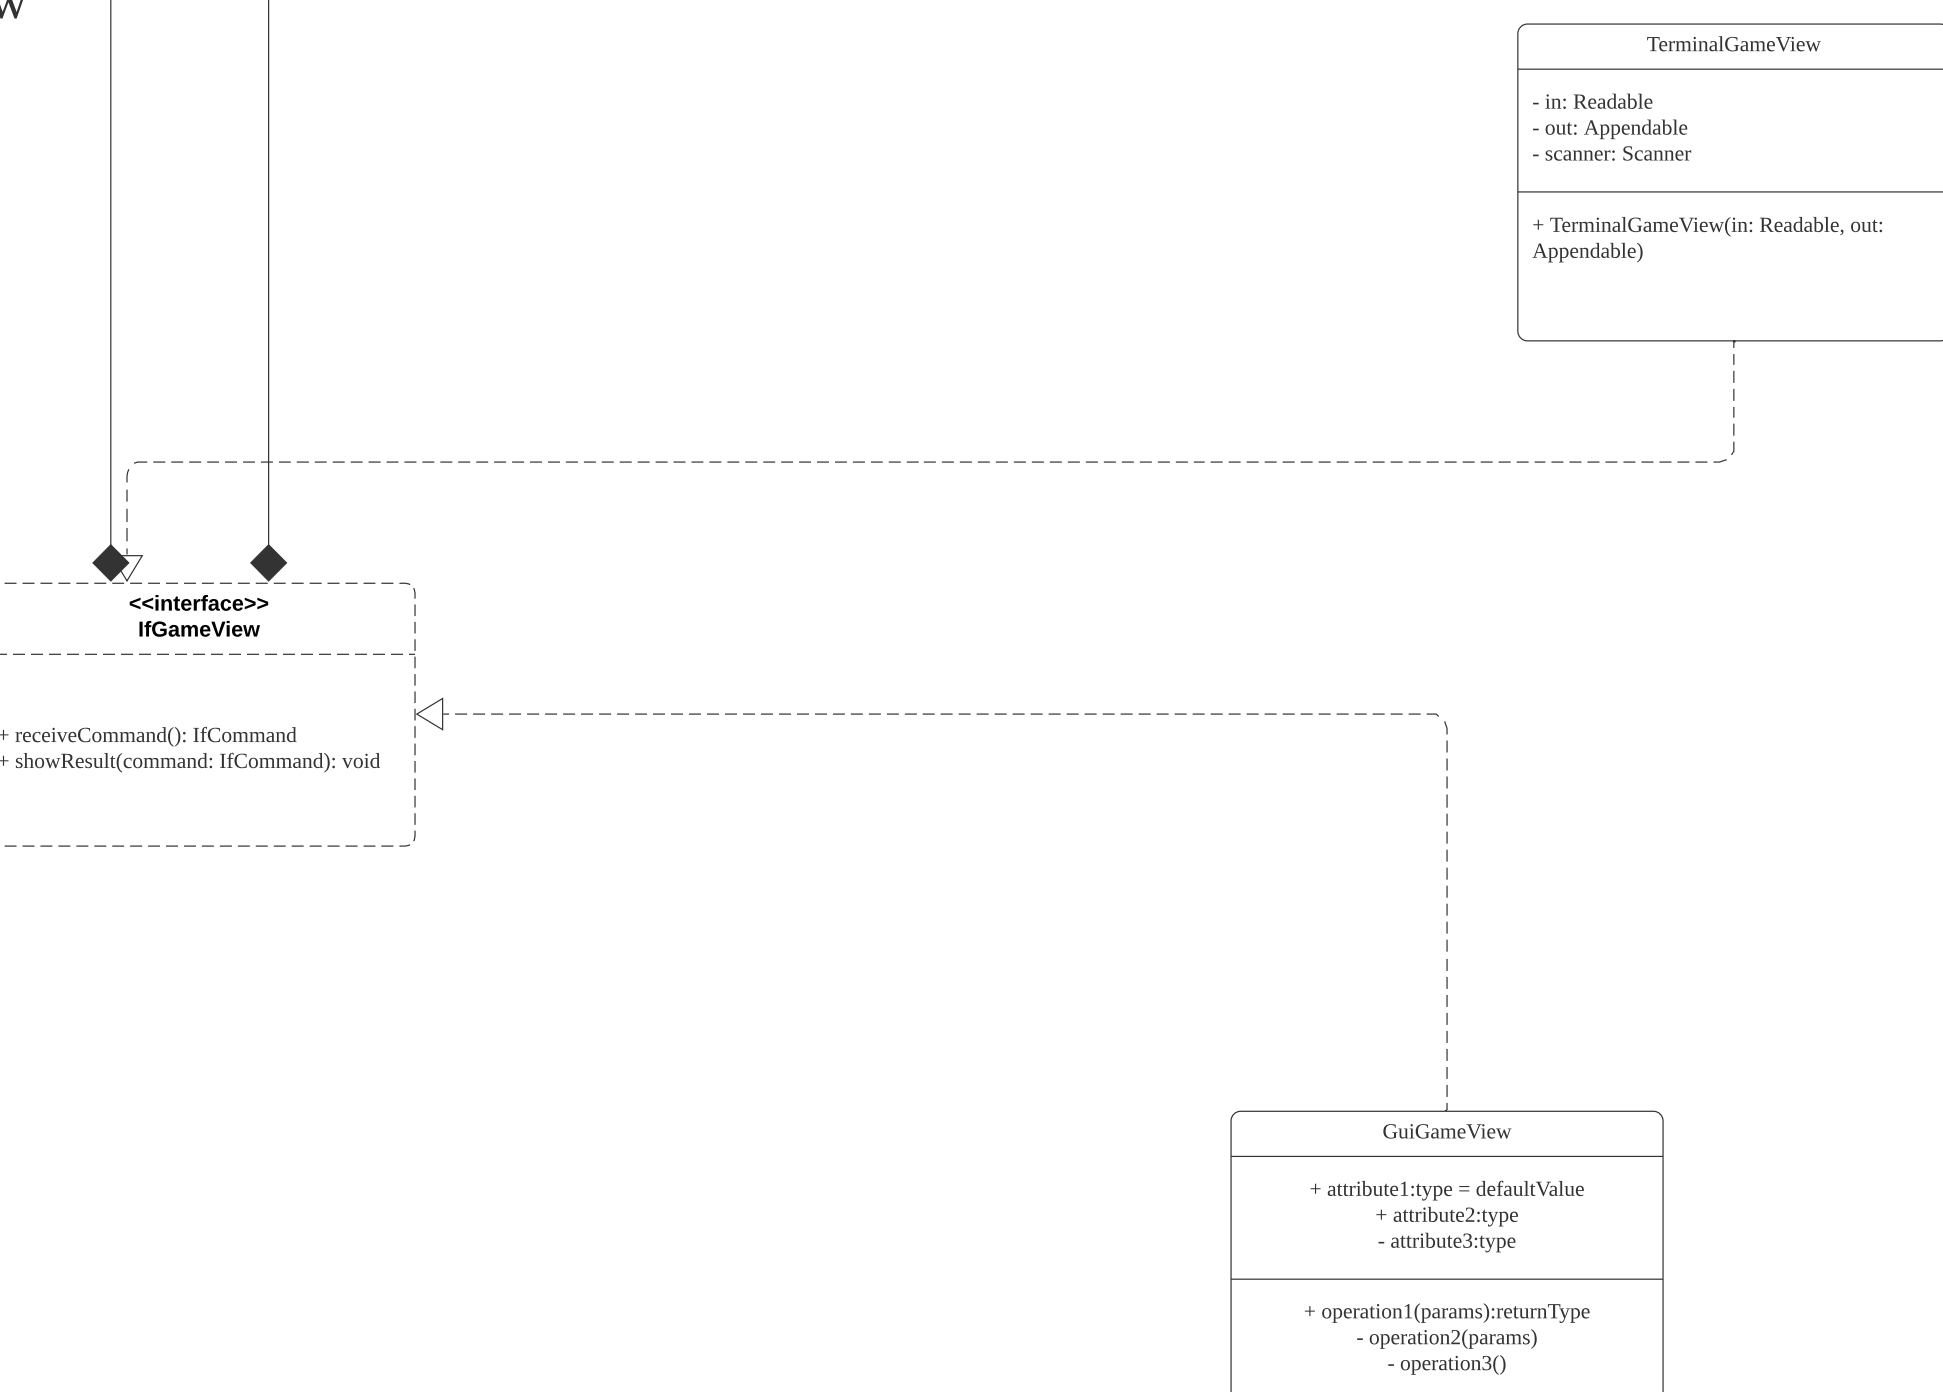 TerminalGameView
- in: Readable
- out: Appendable
- scanner: Scanner
+ TerminalGameView(in: Readable, out:
Appendable)
<<interface>>
IfGameView
+ receiveCommand(): IfCommand
+ showResult(command: IfCommand): void
GuiGameView
+ attribute1:type = defaultValue
+ attribute2:type
- attribute3:type
+ operation1(params):returnType
- operation2(params)
- operation3()